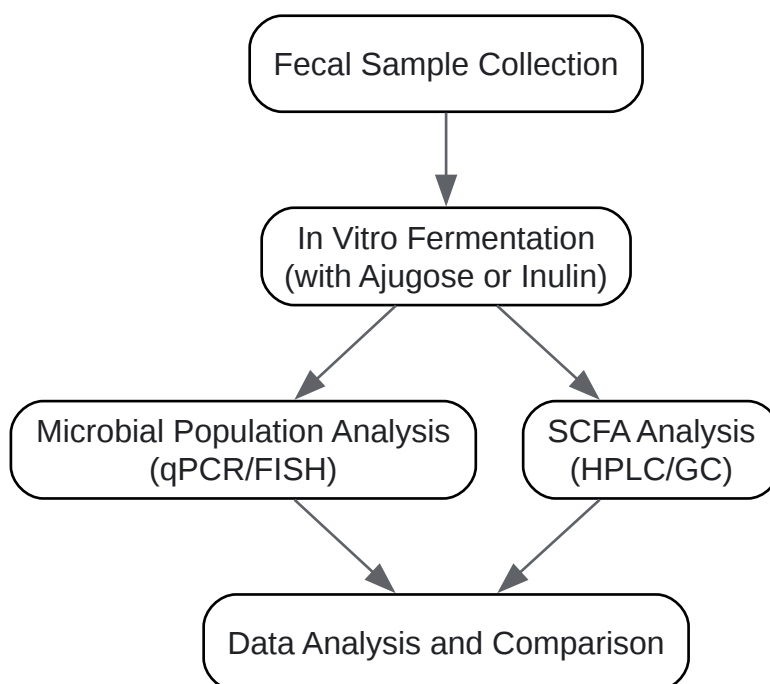 Fecal Sample Collection
In Vitro Fermentation
(with Ajugose or Inulin)
Microbial Population Analysis
(qPCR/FISH)
SCFA Analysis
(HPLC/GC)
Data Analysis and Comparison